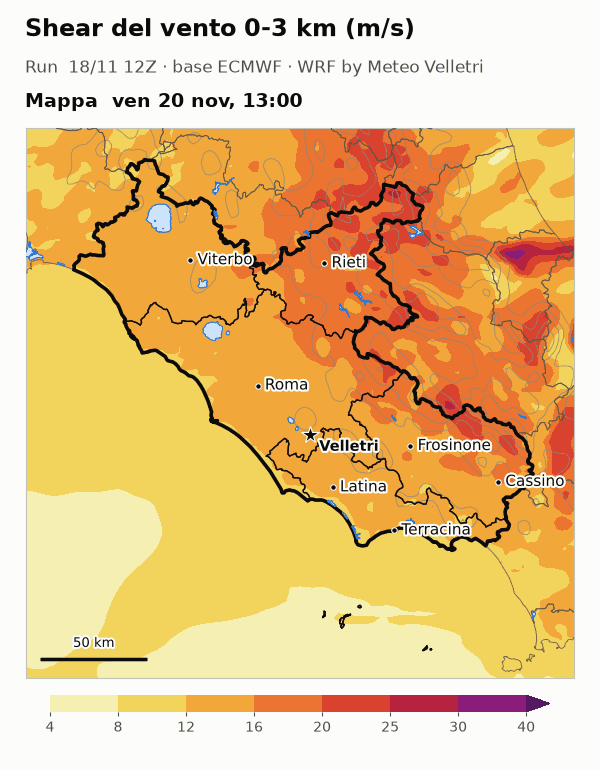 Shear del vento 0-3 km (m/s)
Run  18/11 12Z · base ECMWF · WRF by Meteo Velletri
Mappa  ven 20 nov, 13:00
Viterbo
Rieti
Roma
Velletri
Frosinone
Latina
Cassino
Terracina
50 km
4 8 12 16 20 25 30 40